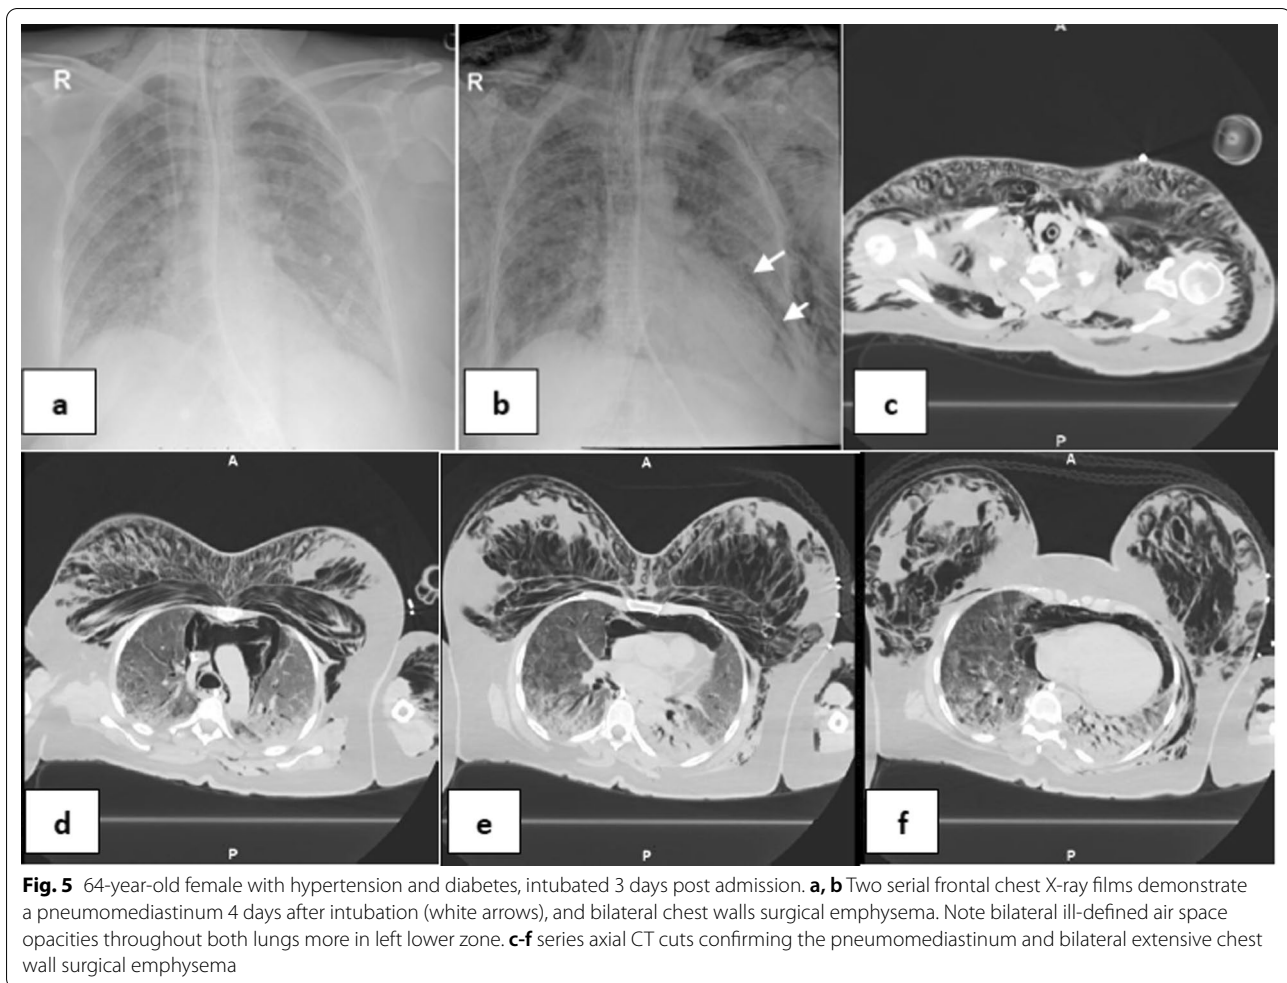 R
R
A
a
b
c
P
A
A
A
d
e
f
P
P
P
Fig. 5 64-year-old female with hypertension and diabetes, intubated 3 days post admission. a, b Two serial frontal chest X-ray films demonstrate
a pneumomediastinum 4 days after intubation (white arrows), and bilateral chest walls surgical emphysema. Note bilateral ill-defined air space
opacities throughout both lungs more in left lower zone. c-f series axial CT cuts confirming the pneumomediastinum and bilateral extensive chest
wall surgical emphysema